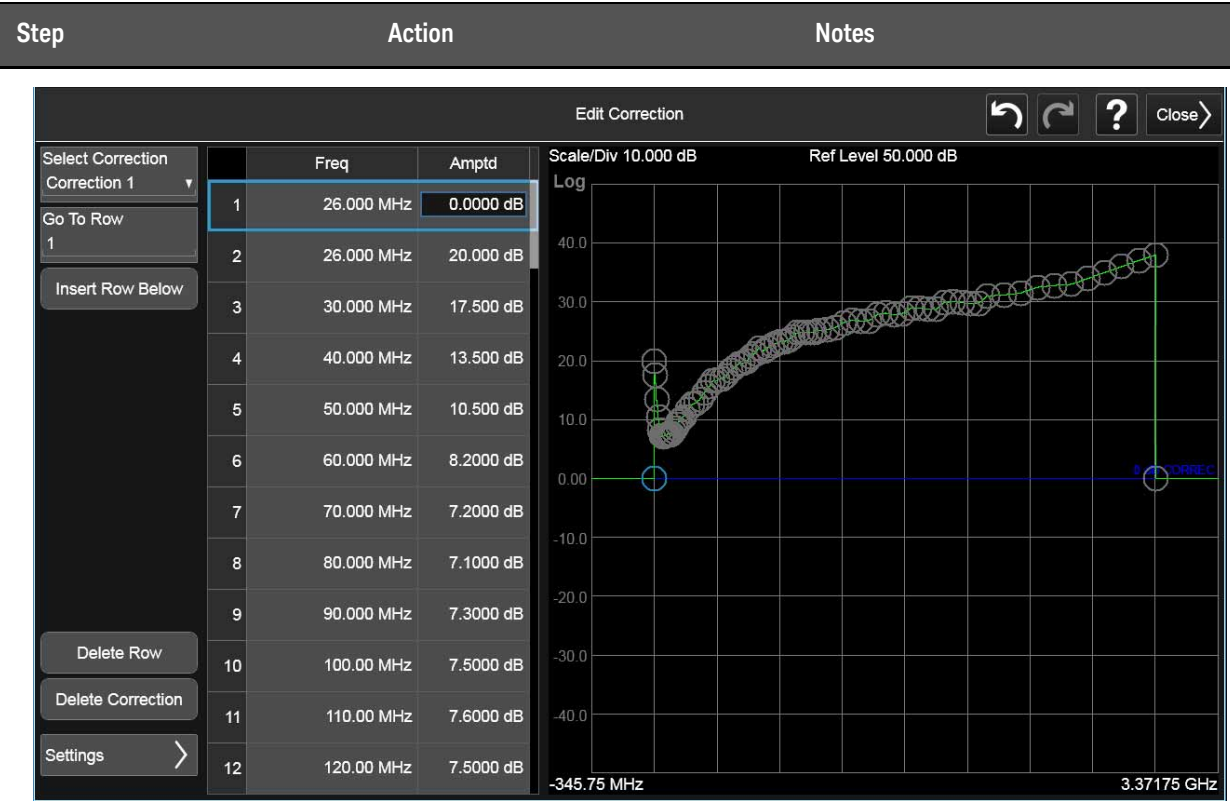 Step Action Notes
Edit Correction
? Close
Select Correction
Correction 1
Go To Row
1
Insert Row Below
Delete Row
Delete Correction
Settings
Freq Amptd
1 26.000 MHz 0.0000 dB
2 26.000 MHz 20.000 dB
3 30.000 MHz 17.500 dB
4 40.000 MHz 13.500 dB
5 50.000 MHz 10.500 dB
6 60.000 MHz 8.2000 dB
7 70.000 MHz 7.2000 dB
8 80.000 MHz 7.1000 dB
9 90.000 MHz 7.3000 dB
10 100.00 MHz 7.5000 dB
11 110.00 MHz 7.6000 dB
12 120.00 MHz 7.5000 dB
Scale/Div 10.000 dB Ref Level 50.000 dB
Log
40.0
30.0
20.0
10.0
0.00
CORREC
-10.0
-20.0
-30.0
-40.0
-345.75 MHz 3.37175 GHz